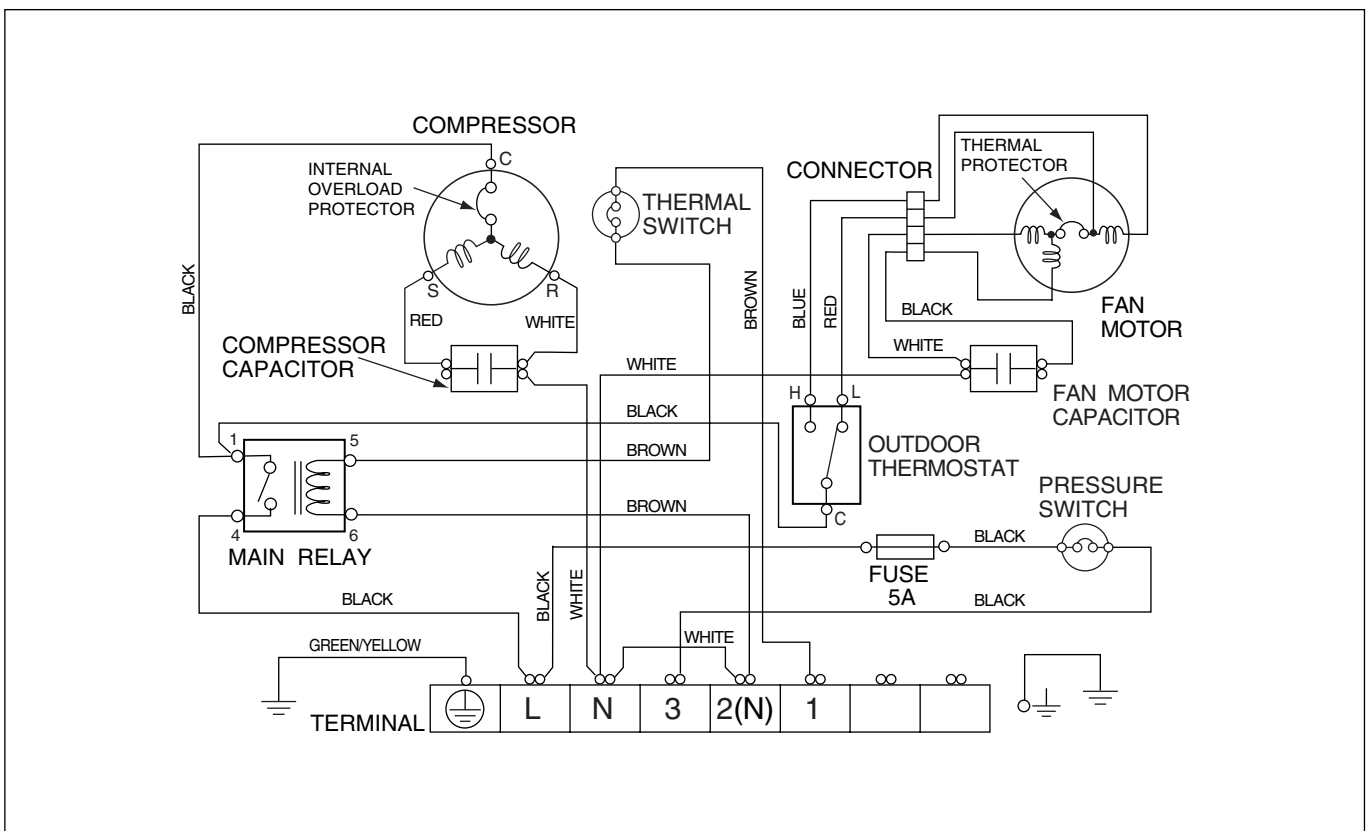 COMPRESSOR
INTERNAL
OVERLOAD
PROTECTOR
C
S
R
BLACK
RED
WHITE
COMPRESSOR
CAPACITOR
THERMAL
SWITCH
BROWN
CONNECTOR
THERMAL
PROTECTOR
FAN
MOTOR
BLUE
RED
BLACK
WHITE
FAN MOTOR
CAPACITOR
WHITE
BLACK
BROWN
BROWN
H
L
C
OUTDOOR
THERMOSTAT
1
5
4
6
MAIN RELAY
PRESSURE
SWITCH
BLACK
FUSE
5A
BLACK
BLACK
BLACK
WHITE
WHITE
GREEN/YELLOW
TERMINAL
L N 3 2(N) 1